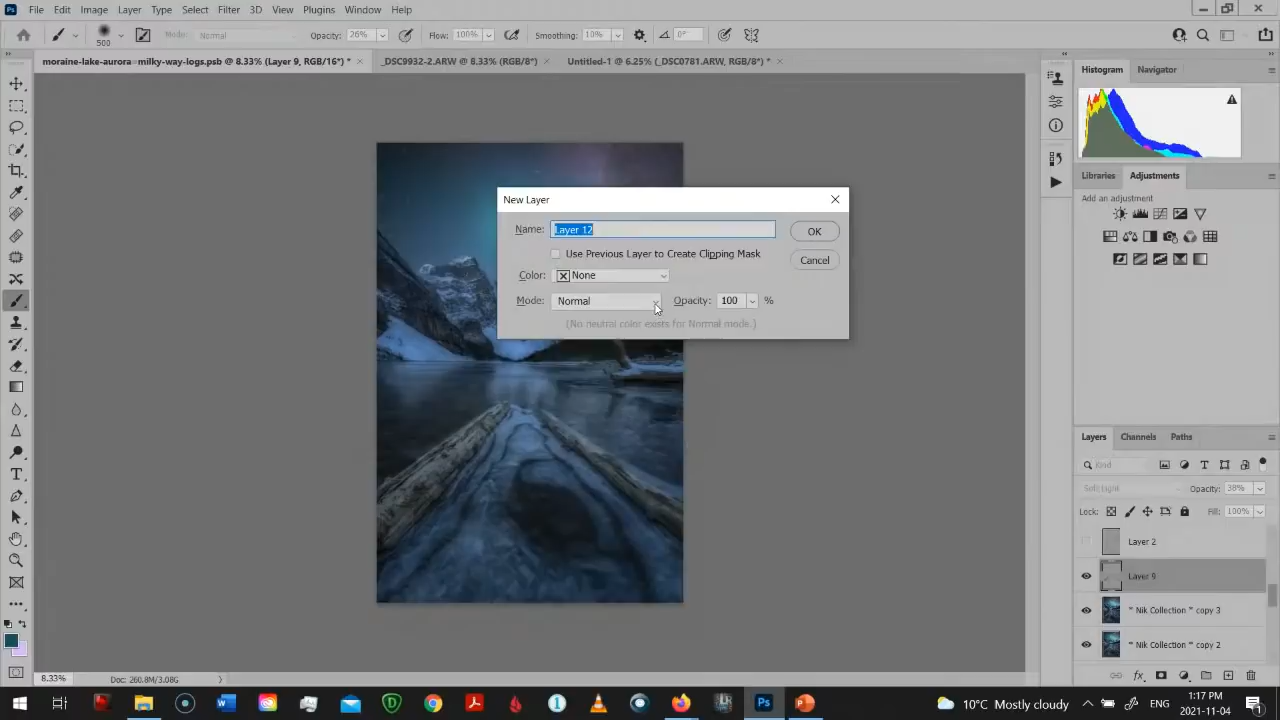 Ps File Edit Image Layer Type Select Filter 3D View Plugins Window Help
500 Mode: Normal Opacity: 26% Flow: 100% Smoothing: 10% 0°
moraine-lake-aurora--milky-way-logs.psb @ 8.33% (Layer 9, RGB/16*) * × _DSC9932-2.ARW @ 8.33% (RGB/8*) × Untitled-1 @ 6.25% (_DSC0781.ARW, RGB/8*) * ×
Histogram Navigator
Libraries Adjustments
Add an adjustment
New Layer
Name: Layer 12 OK
Use Previous Layer to Create Clipping Mask
Cancel
Color: None
Mode: Normal Opacity: 100 %
(No neutral color exists for Normal mode.)
Layers Channels Paths
Kind
Soft Light Opacity: 38%
Lock: Fill: 100%
Layer 2
Layer 9
* Nik Collection * copy 3
* Nik Collection * copy 2
fx
8.33% Doc: 260.8M/3.08G
10°C Mostly cloudy ENG 1:17 PM
2021-11-04